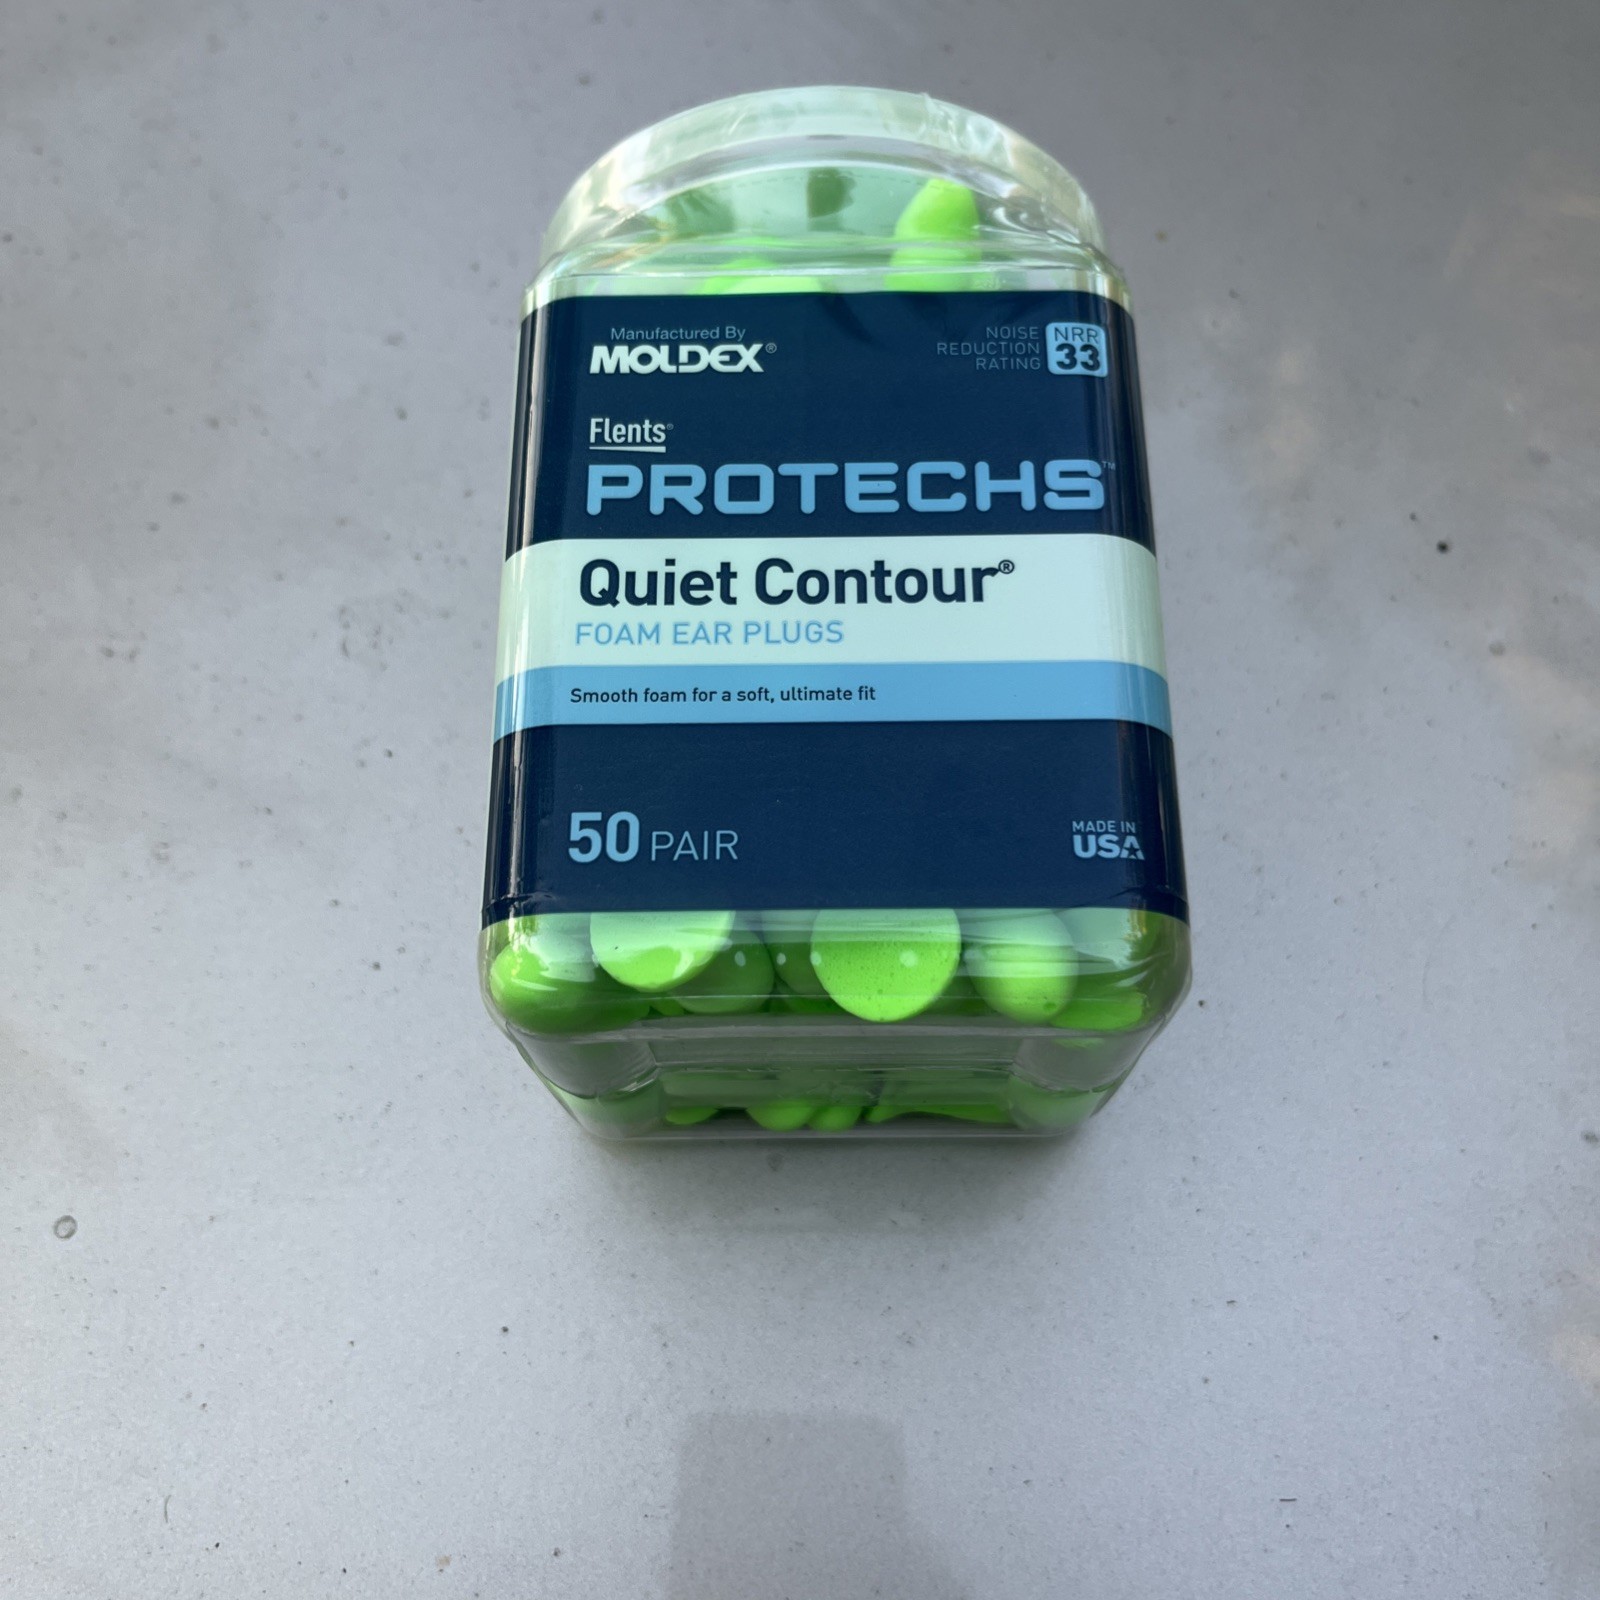 Manufactured By
MOLDEX®
NOISE
REDUCTION
RATING
NRR
33
Flents®
PROTECHS™
Quiet Contour®
FOAM EAR PLUGS
Smooth foam for a soft, ultimate fit
50 PAIR
MADE IN
USA